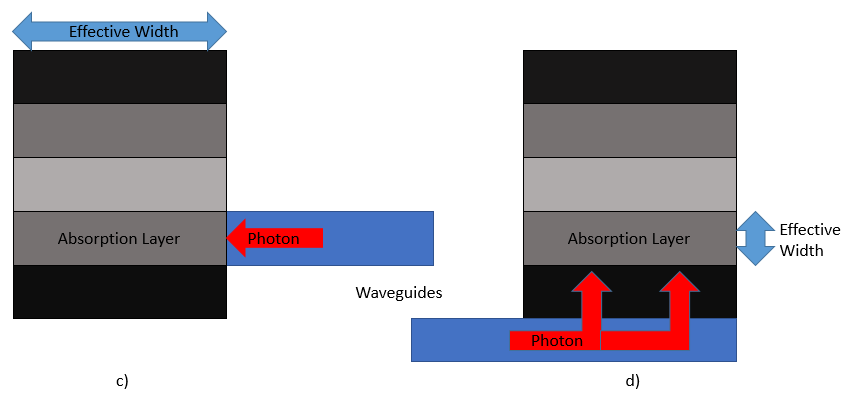 Effective Width
Absorption Layer
Photon
Waveguides
c)
Absorption Layer
Effective
Width
Photon
d)